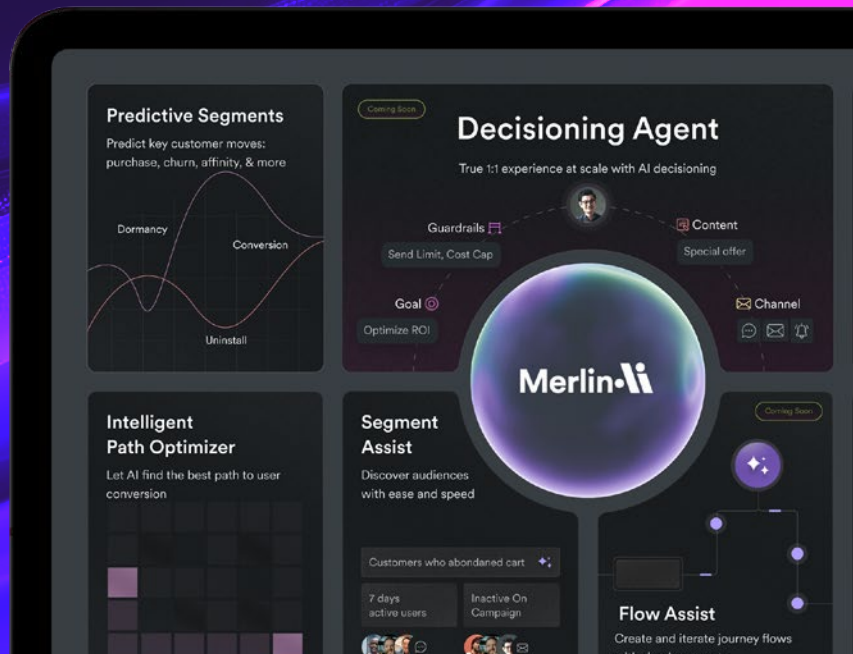 Predictive Segments
Predict key customer moves:
purchase, churn, affinity, & more
Dormancy
Conversion
Uninstall
Coming Soon
Decisioning Agent
True 1:1 experience at scale with AI decisioning
Guardrails
Send Limit, Cost Cap
Goal
Optimize ROI
Content
Special offer
Channel
Merlin Ai
Intelligent
Path Optimizer
Let AI find the best path to user
conversion
Segment
Assist
Discover audiences
with ease and speed
Customers who abondaned cart
7 days
active users
Inactive On
Campaign
Coming Soon
Flow Assist
Create and iterate journey flows